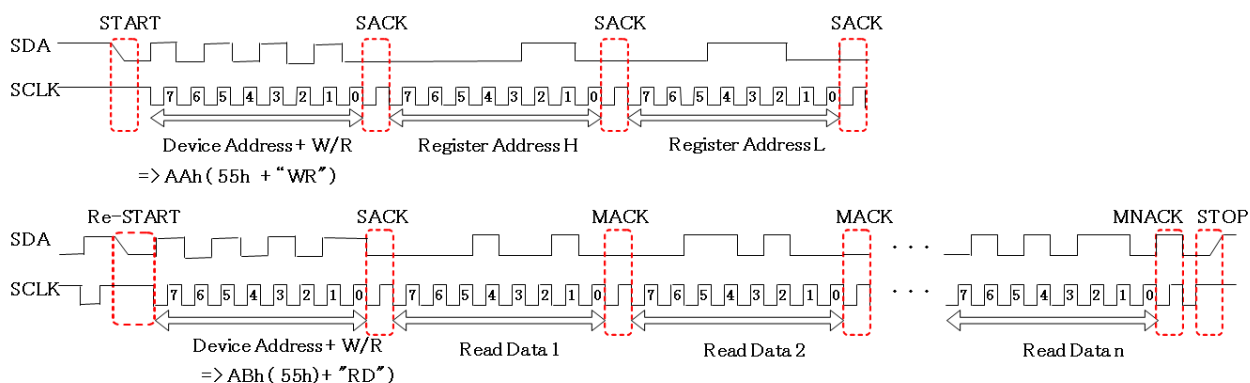 START SACK SACK SACK
SDA
SCLK 7 6 5 4 3 2 1 0 7 6 5 4 3 2 1 0 7 6 5 4 3 2 1 0
Device Address + W/R Register Address H Register Address L
=> AAh ( 55h + “WR”)
Re-START SACK MACK MACK MNACK STOP
SDA · · ·
SCLK 7 6 5 4 3 2 1 0 7 6 5 4 3 2 1 0 7 6 5 4 3 2 1 0 · · · 7 6 5 4 3 2 1 0
Device Address + W/R Read Data 1 Read Data 2 Read Data n
=> ABh ( 55h) + "RD")